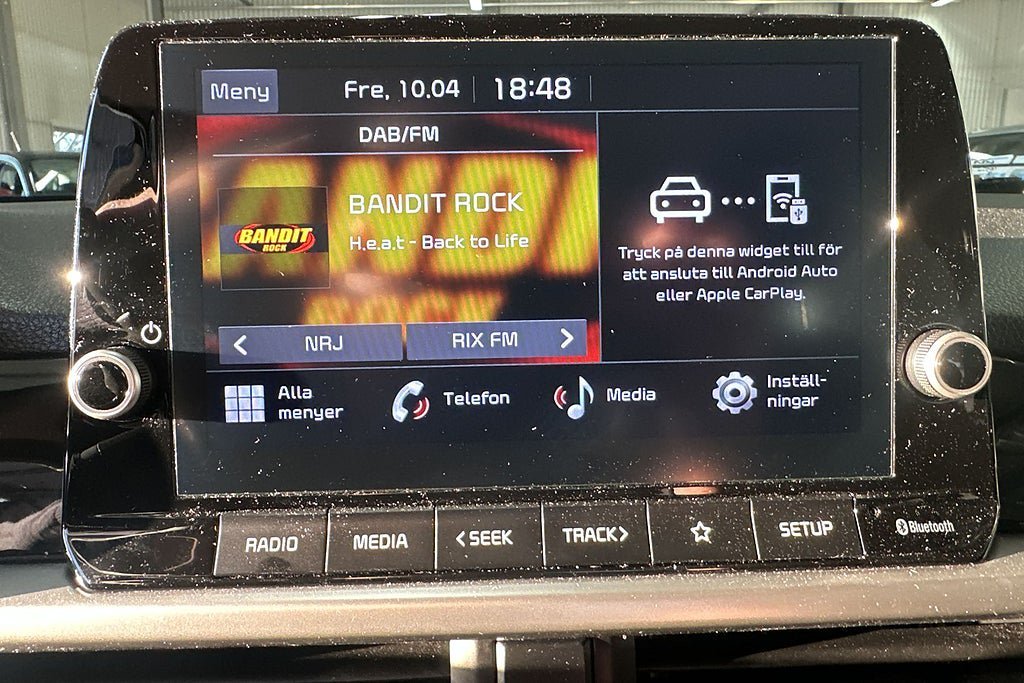 Meny
Fre, 10.04
18:48
DAB/FM
BANDIT ROCK
H.e.a.t - Back to Life
BANDIT
ROCK
ANDI
NRJ
RIX FM
Tryck på denna widget till för
att ansluta till Android Auto
eller Apple CarPlay.
Alla
menyer
Telefon
Media
Inställ-
ningar
RADIO
MEDIA
<SEEK
TRACK>
SETUP
Bluetooth